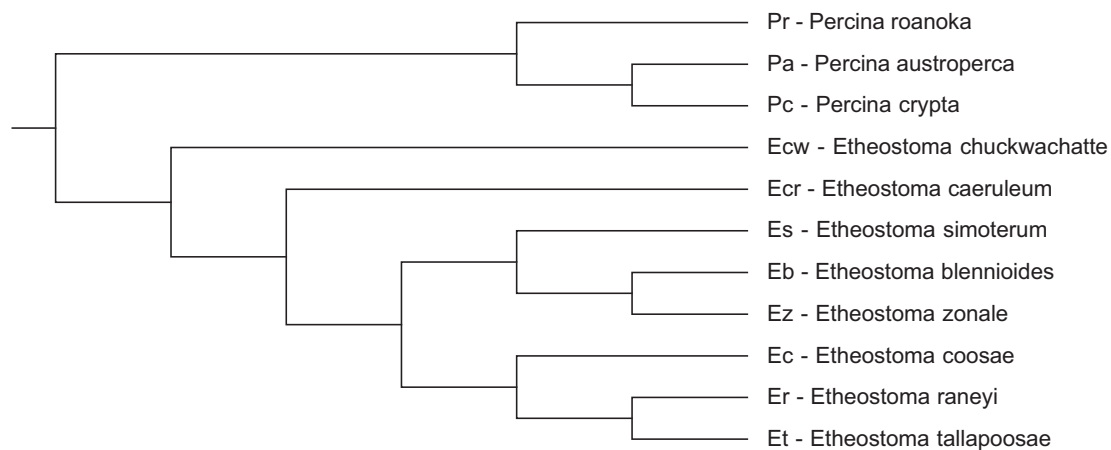 Pr - Percina roanoka
Pa - Percina austroperca
Pc - Percina crypta
Ecw - Etheostoma chuckwachatte
Ecr - Etheostoma caeruleum
Es - Etheostoma simoterum
Eb - Etheostoma blennioides
Ez - Etheostoma zonale
Ec - Etheostoma coosae
Er - Etheostoma raneyi
Et - Etheostoma tallapoosae